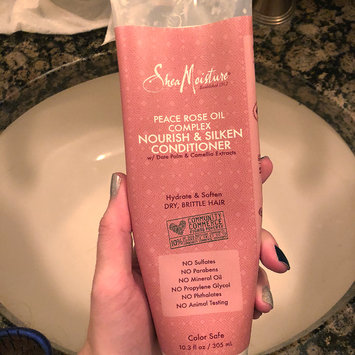 SheaMoisture
Established 1912
PEACE ROSE OIL
COMPLEX
NOURISH & SILKEN
CONDITIONER
w/ Date Palm & Camellia Extracts
Hydrate & Soften
DRY, BRITTLE HAIR
COMMUNITY
COMMERCE
NO Sulfates
NO Parabens
NO Mineral Oil
NO Propylene Glycol
NO Phthalates
NO Animal Testing
Color Safe
10.3 fl oz / 305 mL